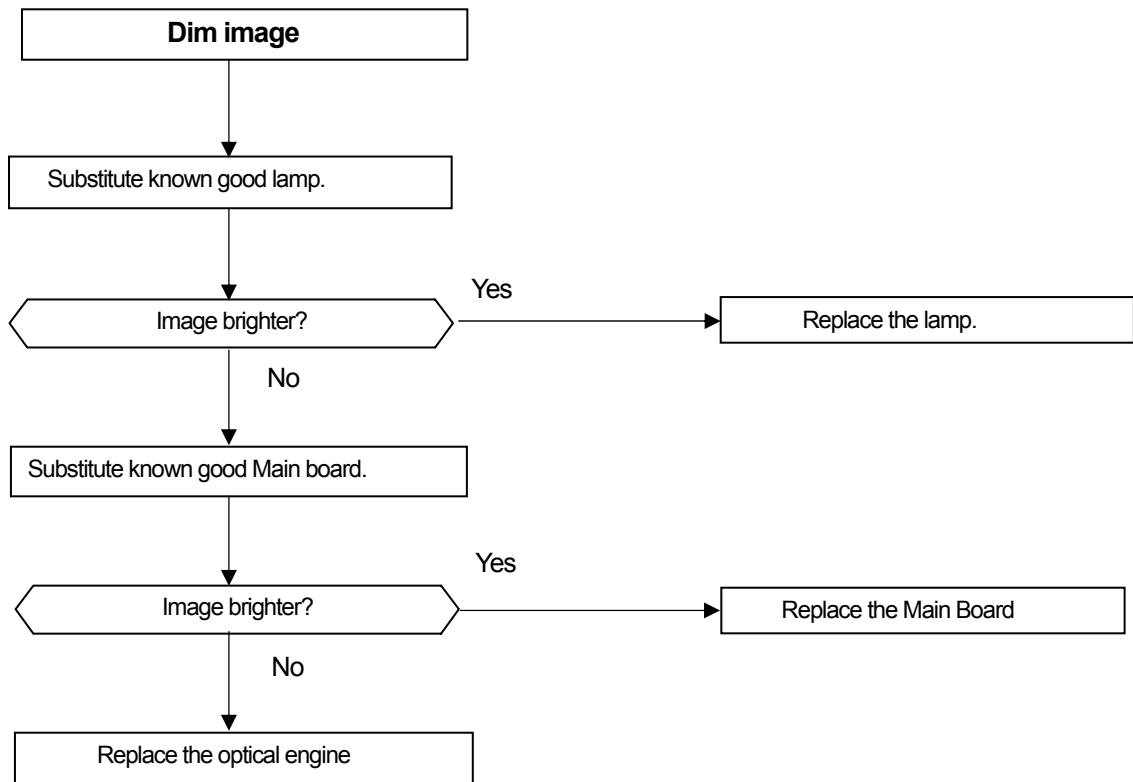 Dim image
Substitute known good lamp.
Yes
Image brighter?
Replace the lamp.
No
Substitute known good Main board.
Yes
Image brighter?
Replace the Main Board
No
Replace the optical engine